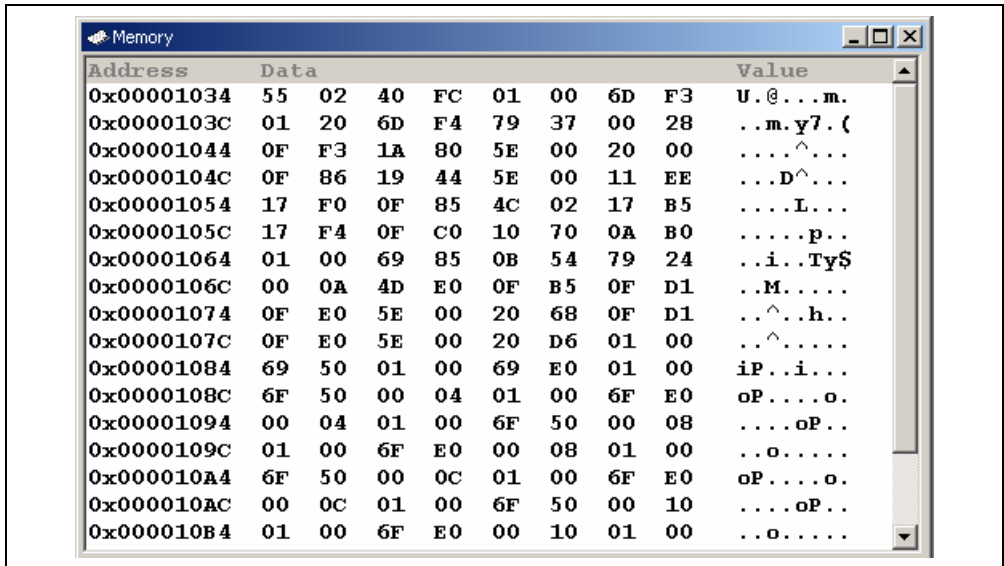 Memory
Address Data Value
0x00001034 55 02 40 FC 01 00 6D F3 U.@...m.
0x0000103C 01 20 6D F4 79 37 00 28 ..m.y7.(
0x00001044 0F F3 1A 80 5E 00 20 00 ....^. ..
0x0000104C 0F 86 19 44 5E 00 11 EE ...D^...
0x00001054 17 F0 0F 85 4C 02 17 B5 ....L...
0x0000105C 17 F4 0F C0 10 70 0A B0 .....p..
0x00001064 01 00 69 85 0B 54 79 24 ..i..Ty$
0x0000106C 00 0A 4D E0 0F B5 0F D1 ..M.....
0x00001074 0F E0 5E 00 20 68 0F D1 ..^..h..
0x0000107C 0F E0 5E 00 20 D6 01 00 ..^.....
0x00001084 69 50 01 00 69 E0 01 00 iP..i...
0x0000108C 6F 50 00 04 01 00 6F E0 oP....o.
0x00001094 00 04 01 00 6F 50 00 08 ....oP..
0x0000109C 01 00 6F E0 00 08 01 00 ..o.....
0x000010A4 6F 50 00 0C 01 00 6F E0 oP....o.
0x000010AC 00 0C 01 00 6F 50 00 10 ....oP..
0x000010B4 01 00 6F E0 00 10 01 00 ..o.....